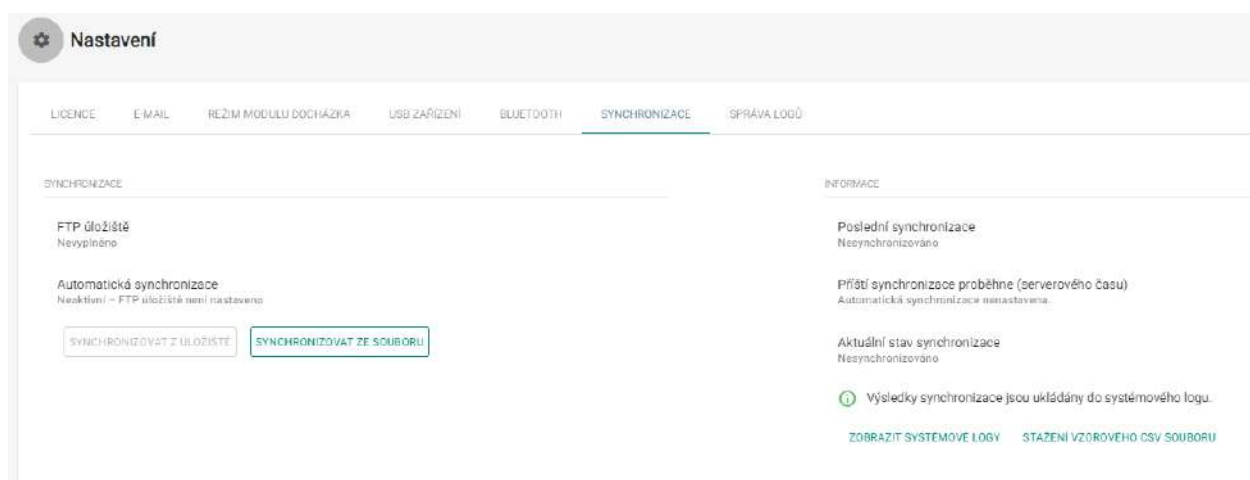 Nastavení
LICENCE E-MAIL REŽIM MODULU DOCHÁZKA USB ZAŘÍZENÍ BLUETOOTH SYNCHRONIZACE SPRÁVA LOGŮ
SYNCHRONIZACE
FTP úložiště
Nevyplněno
Automatická synchronizace
Neaktivní – FTP úložiště není nastaveno
SYNCHRONIZOVAT Z ÚLOŽIŠTĚ SYNCHRONIZOVAT ZE SOUBORU
INFORMACE
Poslední synchronizace
Nesynchronizováno
Příští synchronizace proběhne (serverového času)
Automatická synchronizace nenastavena.
Aktuální stav synchronizace
Nesynchronizováno
Výsledky synchronizace jsou ukládány do systémového logu.
ZOBRAZIT SYSTÉMOVÉ LOGY STAŽENÍ VZOROVÉHO CSV SOUBORU